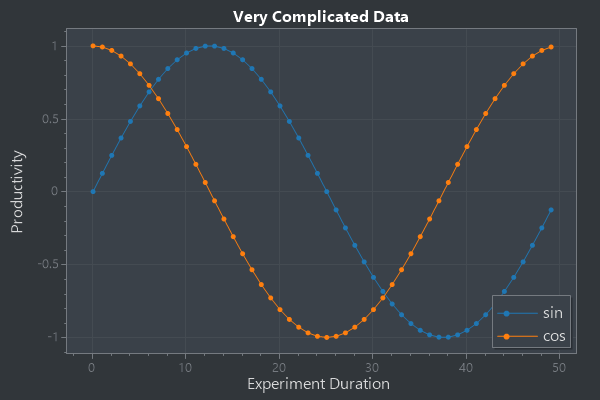 Very Complicated Data
Productivity
1
0.5
0
-0.5
-1
0 10 20 30 40 50
Experiment Duration
sin
cos